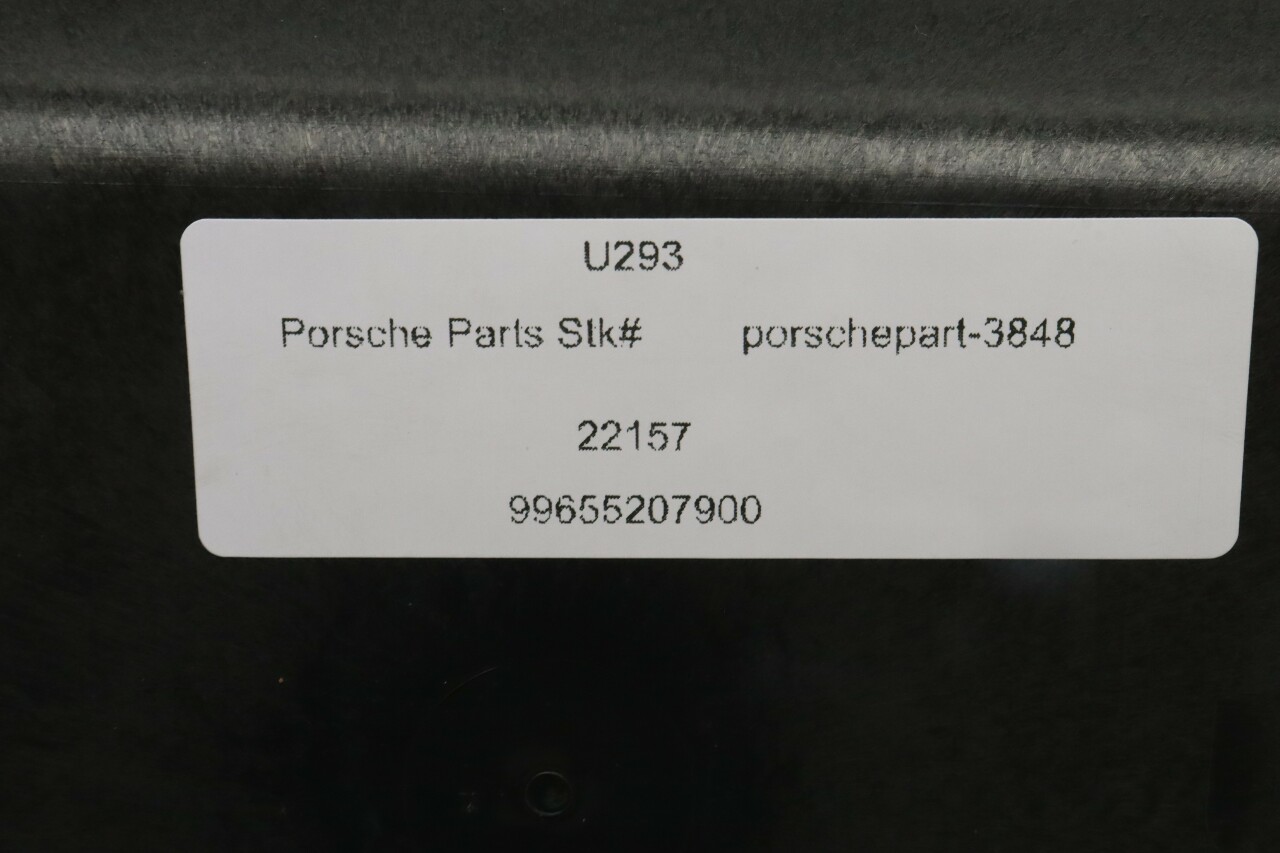 U293
Porsche Parts Stk# porschepart-3848
22157
99655207900